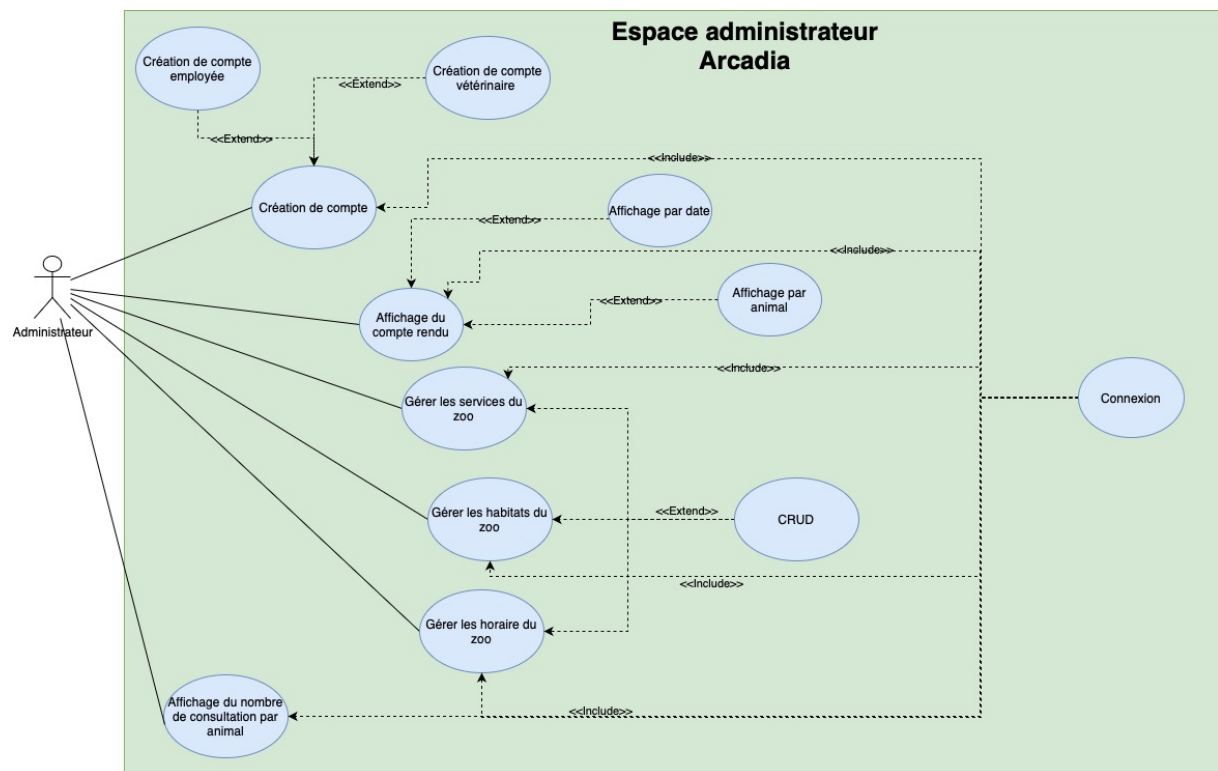 Espace administrateur
Arcadia
Création de compte
employée
Création de compte
vétérinaire
<<Extend>>
<<Extend>>
<<Include>>
Création de compte
Affichage par date
<<Extend>>
<<Include>>
Affichage par
animal
<<Extend>>
Affichage du
compte rendu
Administrateur
<<Include>>
Gérer les services du
zoo
Connexion
Gérer les habitats du
zoo
<<Extend>>
CRUD
<<Include>>
Gérer les horaire du
zoo
Affichage du nombre
de consultation par
animal
<<Include>>